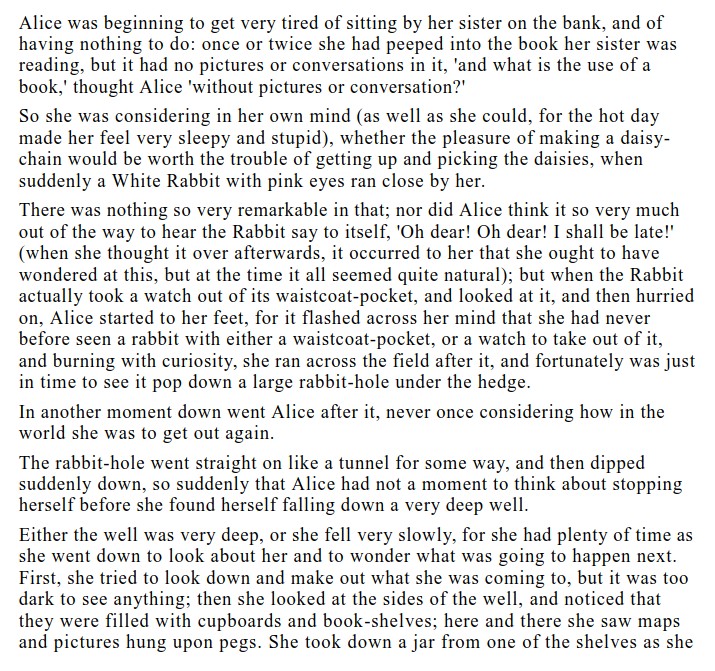 Alice was beginning to get very tired of sitting by her sister on the bank, and of
having nothing to do: once or twice she had peeped into the book her sister was
reading, but it had no pictures or conversations in it, 'and what is the use of a
book,' thought Alice 'without pictures or conversation?'
So she was considering in her own mind (as well as she could, for the hot day
made her feel very sleepy and stupid), whether the pleasure of making a daisy-
chain would be worth the trouble of getting up and picking the daisies, when
suddenly a White Rabbit with pink eyes ran close by her.
There was nothing so very remarkable in that; nor did Alice think it so very much
out of the way to hear the Rabbit say to itself, 'Oh dear! Oh dear! I shall be late!'
(when she thought it over afterwards, it occurred to her that she ought to have
wondered at this, but at the time it all seemed quite natural); but when the Rabbit
actually took a watch out of its waistcoat-pocket, and looked at it, and then hurried
on, Alice started to her feet, for it flashed across her mind that she had never
before seen a rabbit with either a waistcoat-pocket, or a watch to take out of it,
and burning with curiosity, she ran across the field after it, and fortunately was just
in time to see it pop down a large rabbit-hole under the hedge.
In another moment down went Alice after it, never once considering how in the
world she was to get out again.
The rabbit-hole went straight on like a tunnel for some way, and then dipped
suddenly down, so suddenly that Alice had not a moment to think about stopping
herself before she found herself falling down a very deep well.
Either the well was very deep, or she fell very slowly, for she had plenty of time as
she went down to look about her and to wonder what was going to happen next.
First, she tried to look down and make out what she was coming to, but it was too
dark to see anything; then she looked at the sides of the well, and noticed that
they were filled with cupboards and book-shelves; here and there she saw maps
and pictures hung upon pegs. She took down a jar from one of the shelves as she